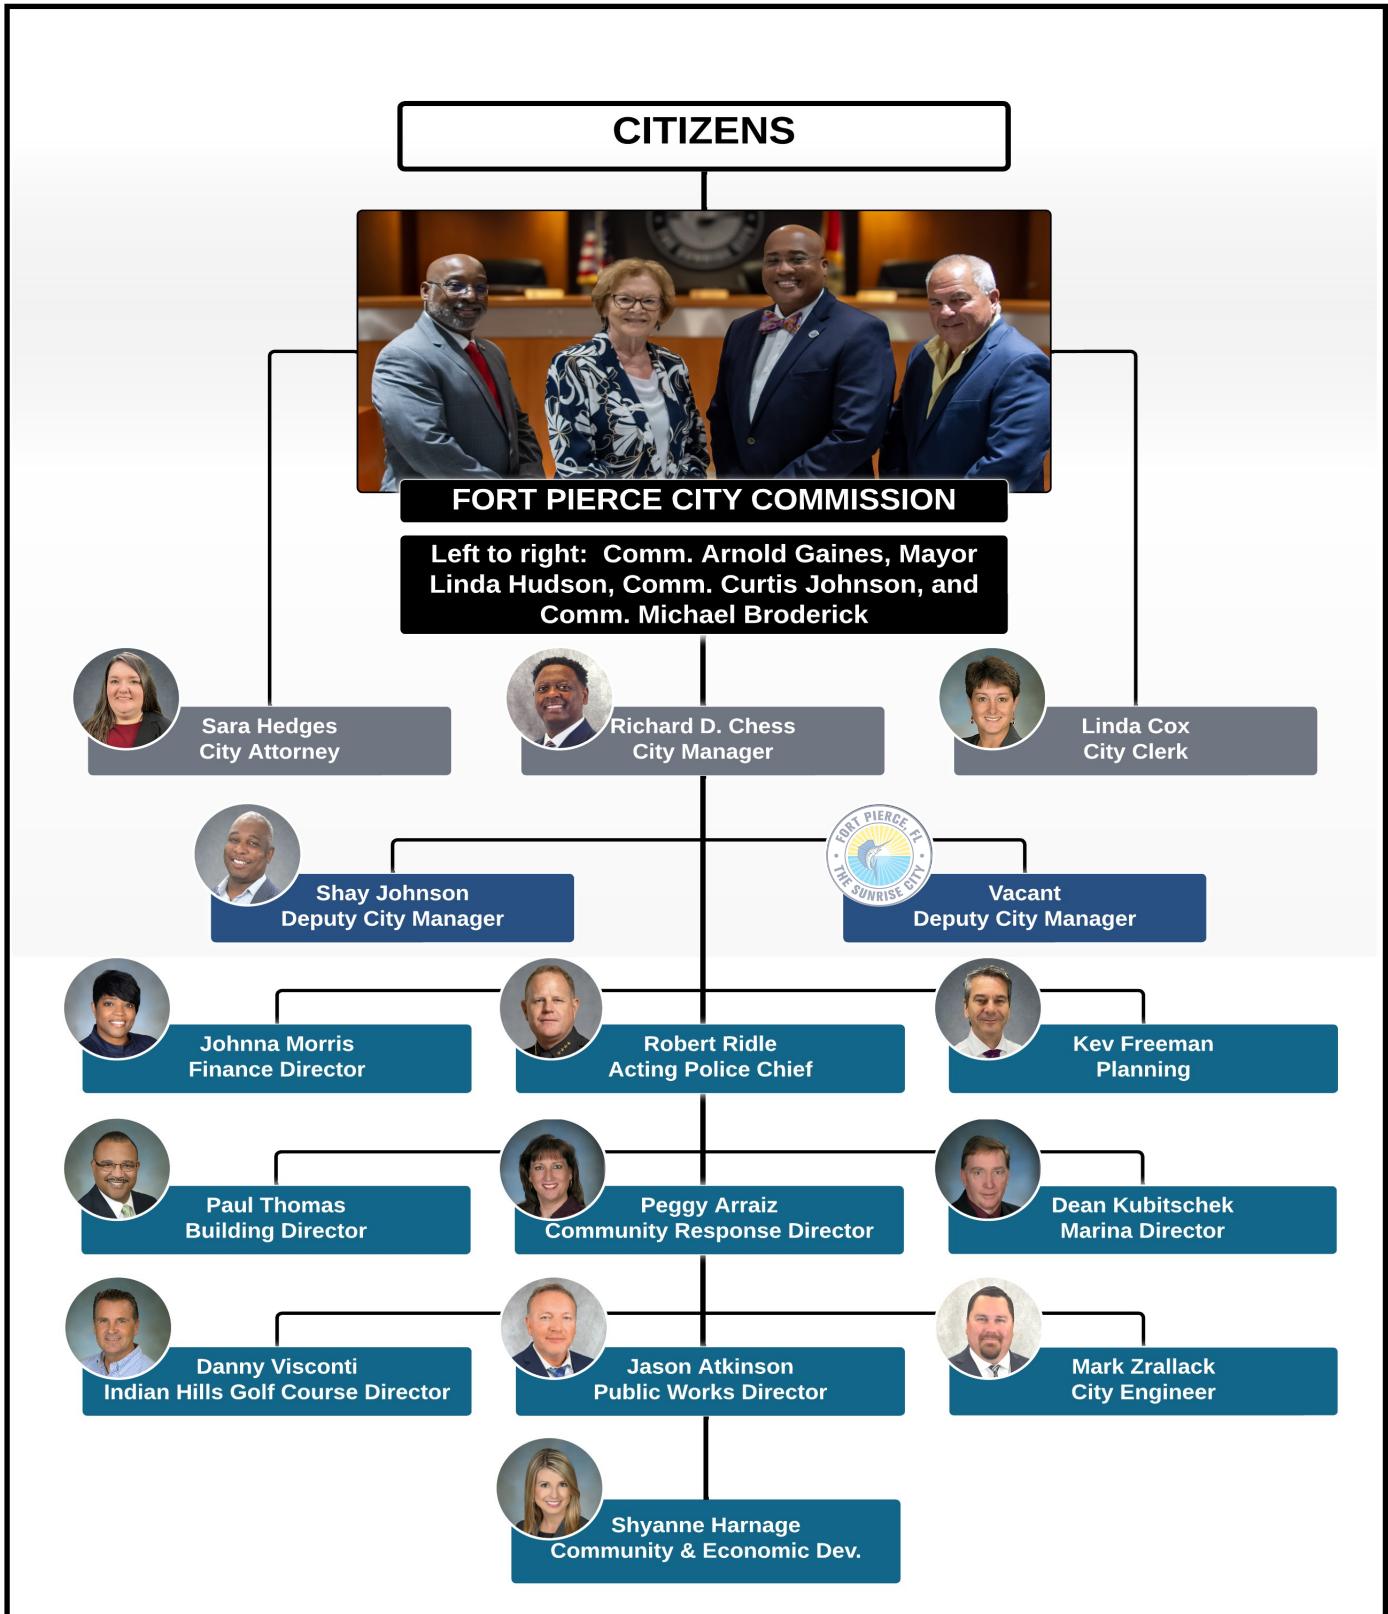 CITIZENS
FORT PIERCE CITY COMMISSION
Left to right:  Comm. Arnold Gaines, Mayor
Linda Hudson, Comm. Curtis Johnson, and
Comm. Michael Broderick
Sara Hedges
City Attorney
Richard D. Chess
City Manager
Linda Cox
City Clerk
Shay Johnson
Deputy City Manager
FORT PIERCE, FL
THE SUNRISE CITY
Vacant
Deputy City Manager
Johnna Morris
Finance Director
Robert Ridle
Acting Police Chief
Kev Freeman
Planning
Paul Thomas
Building Director
Peggy Arraiz
Community Response Director
Dean Kubitschek
Marina Director
Danny Visconti
Indian Hills Golf Course Director
Jason Atkinson
Public Works Director
Mark Zrallack
City Engineer
Shyanne Harnage
Community & Economic Dev.